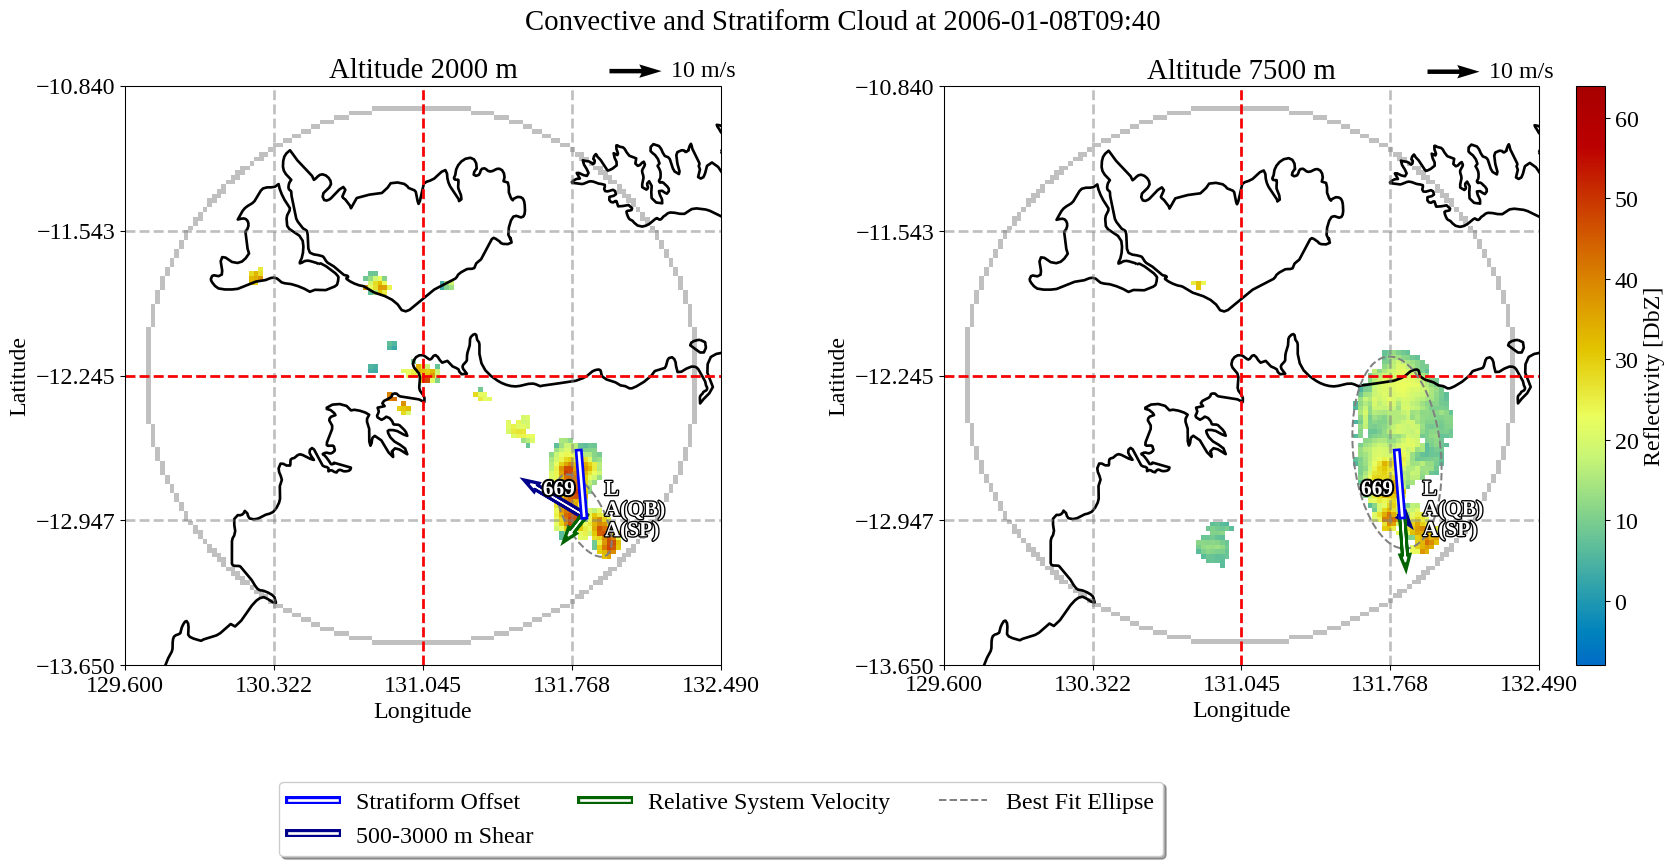 Convective and Stratiform Cloud at 2006-01-08T09:40
Altitude 2000 m
10 m/s
−10.840
−11.543
−12.245
−12.947
−13.650
129.600
130.322
131.045
131.768
132.490
Longitude
Latitude
669
L
A(QB)
A(SP)
Altitude 7500 m
10 m/s
−10.840
−11.543
−12.245
−12.947
−13.650
129.600
130.322
131.045
131.768
132.490
Longitude
Latitude
669
L
A(QB)
A(SP)
60
50
40
30
20
10
0
Reflectivity [DbZ]
Stratiform Offset
500-3000 m Shear
Relative System Velocity
Best Fit Ellipse